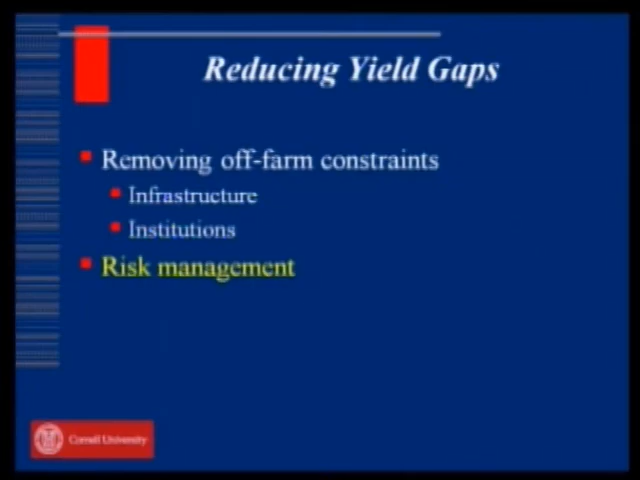 Reducing Yield Gaps
Removing off-farm constraints
Infrastructure
Institutions
Risk management
Cornell University